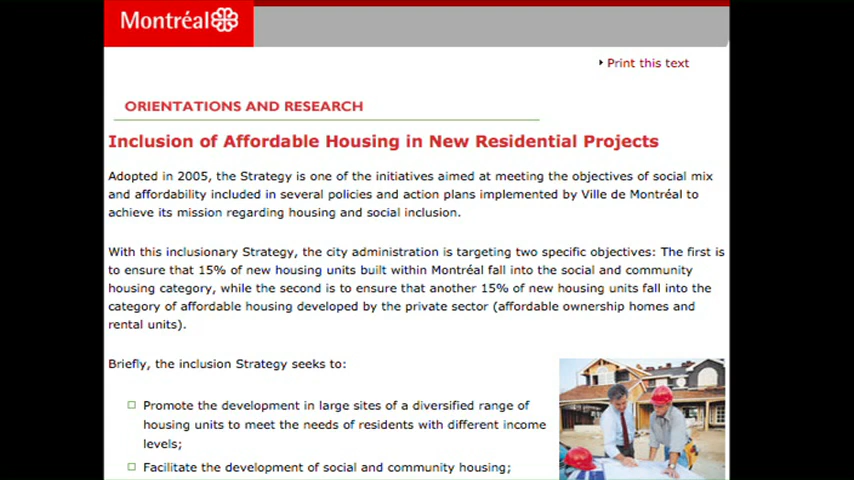 Montréal
Print this text
ORIENTATIONS AND RESEARCH
Inclusion of Affordable Housing in New Residential Projects
Adopted in 2005, the Strategy is one of the initiatives aimed at meeting the objectives of social mix
and affordability included in several policies and action plans implemented by Ville de Montréal to
achieve its mission regarding housing and social inclusion.
With this inclusionary Strategy, the city administration is targeting two specific objectives: The first is
to ensure that 15% of new housing units built within Montréal fall into the social and community
housing category, while the second is to ensure that another 15% of new housing units fall into the
category of affordable housing developed by the private sector (affordable ownership homes and
rental units).
Briefly, the inclusion Strategy seeks to:
Promote the development in large sites of a diversified range of
housing units to meet the needs of residents with different income
levels;
Facilitate the development of social and community housing;